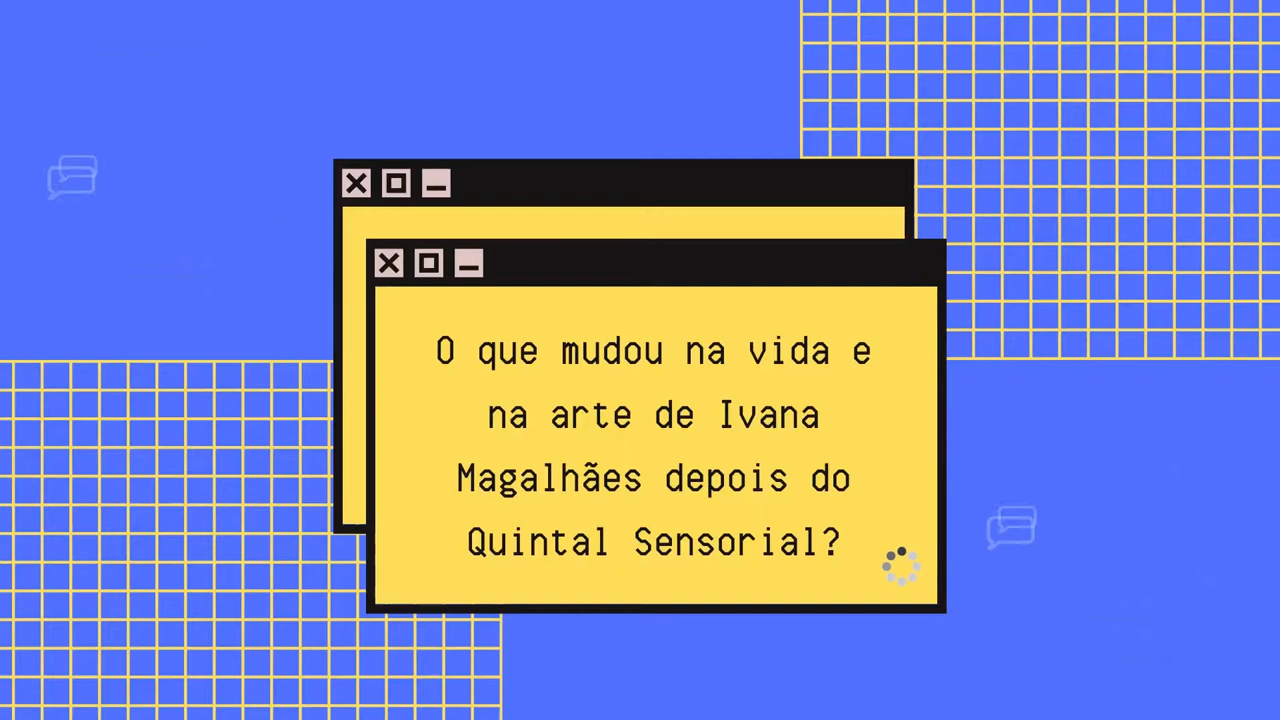 O que mudou na vida e
na arte de Ivana
Magalhães depois do
Quintal Sensorial?